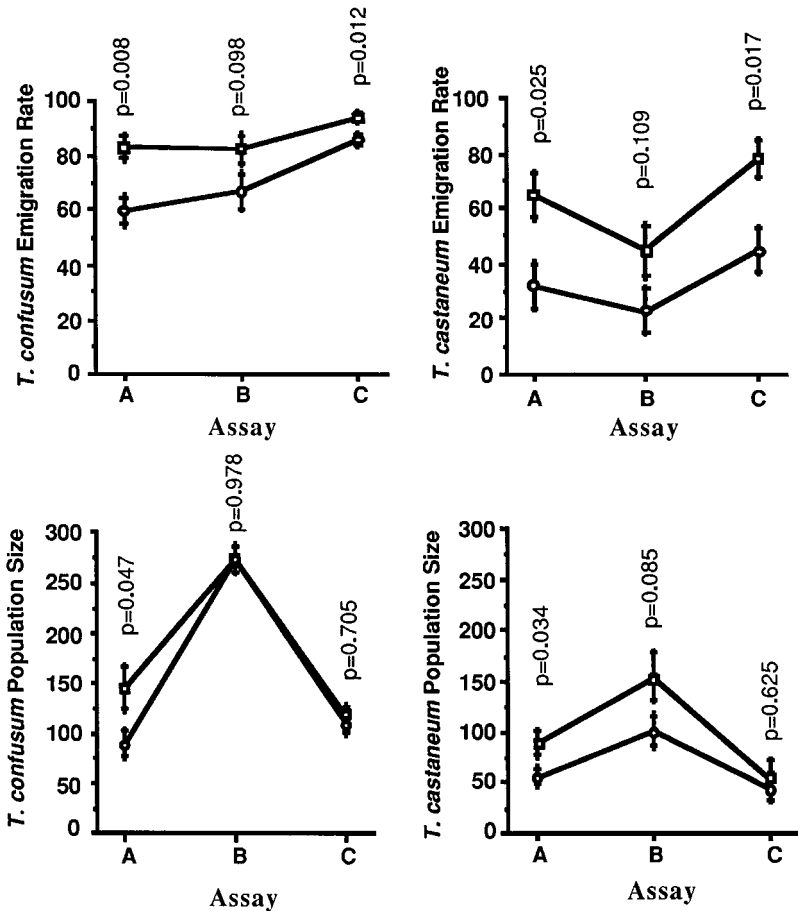 p=0.008
p=0.098
p=0.012
T. confusum Emigration Rate
100
80
60
40
20
0
A
B
C
Assay
p=0.025
p=0.109
p=0.017
T. castaneum Emigration Rate
100
80
60
40
20
0
A
B
C
Assay
p=0.047
p=0.978
p=0.705
T. confusum Population Size
300
250
200
150
100
50
0
A
B
C
Assay
p=0.034
p=0.085
p=0.625
T. castaneum Population Size
300
250
200
150
100
50
0
A
B
C
Assay